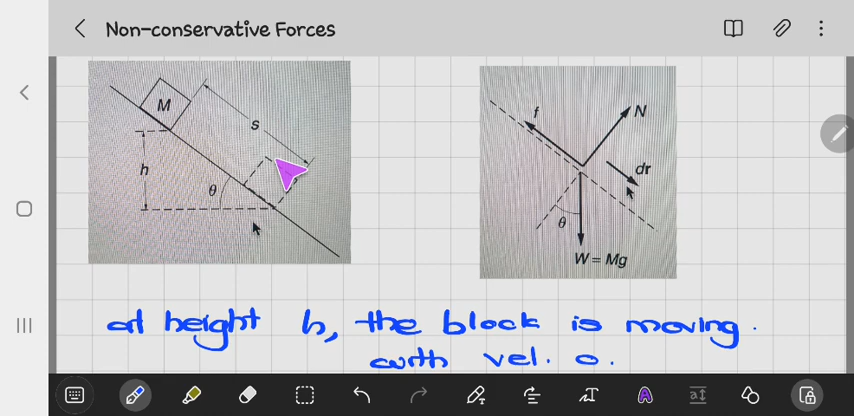 Non-conservative Forces
M
s
h
θ
f
N
dr
θ
W = Mg
at height h, the block is moving.
with vel. o.